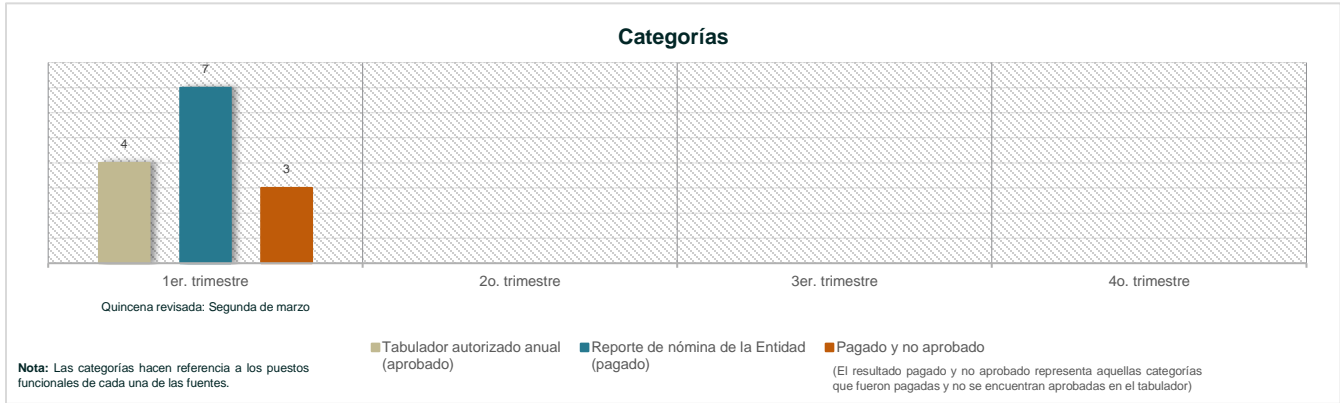 Categorías
7
4
3
1er. trimestre
2o. trimestre
3er. trimestre
4o. trimestre
Quincena revisada: Segunda de marzo
Tabulador autorizado anual
(aprobado)
Reporte de nómina de la Entidad
(pagado)
Pagado y no aprobado
(El resultado pagado y no aprobado representa aquellas categorías
que fueron pagadas y no se encuentran aprobadas en el tabulador)
Nota: Las categorías hacen referencia a los puestos
funcionales de cada una de las fuentes.